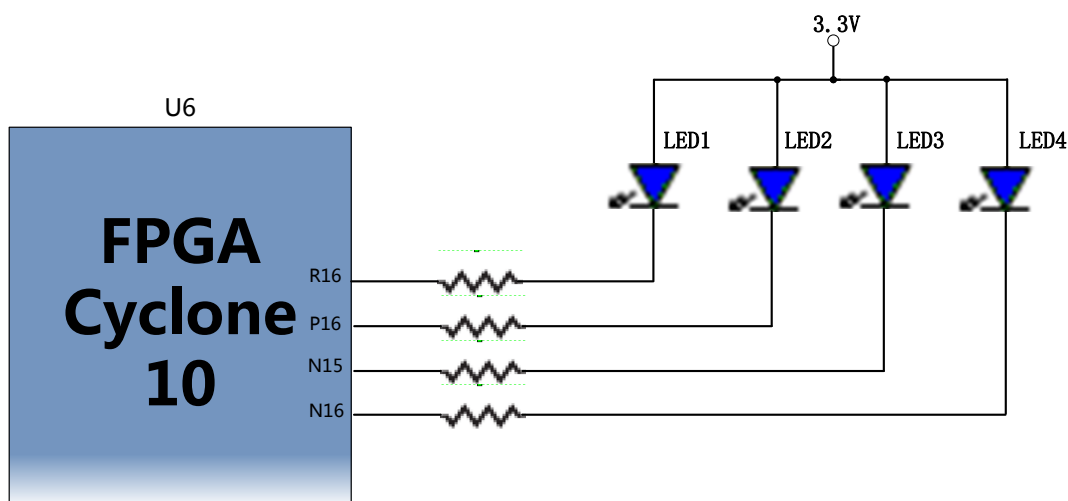 3.3V
U6
LED1
LED2
LED3
LED4
FPGA
Cyclone
10
R16
P16
N15
N16